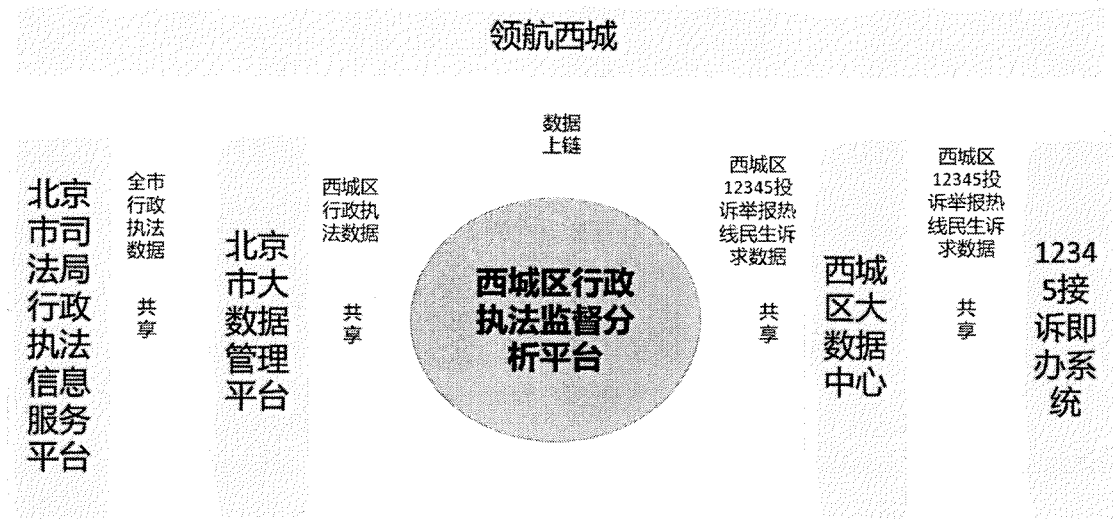 领航西城
数据
上链
北京
市司
法局
行政
执法
信息
服务
平台
全市
行政
执法
数据
共
享
北京
市大
数据
管理
平台
西城区
行政执
法数据
共
享
西城区行政
执法监督分
析平台
西城区
12345投
诉举报热
线民生诉
求数据
共
享
西城
区大
数据
中心
西城区
12345投
诉举报热
线民生诉
求数据
共
享
1234
5接
诉即
办系
统